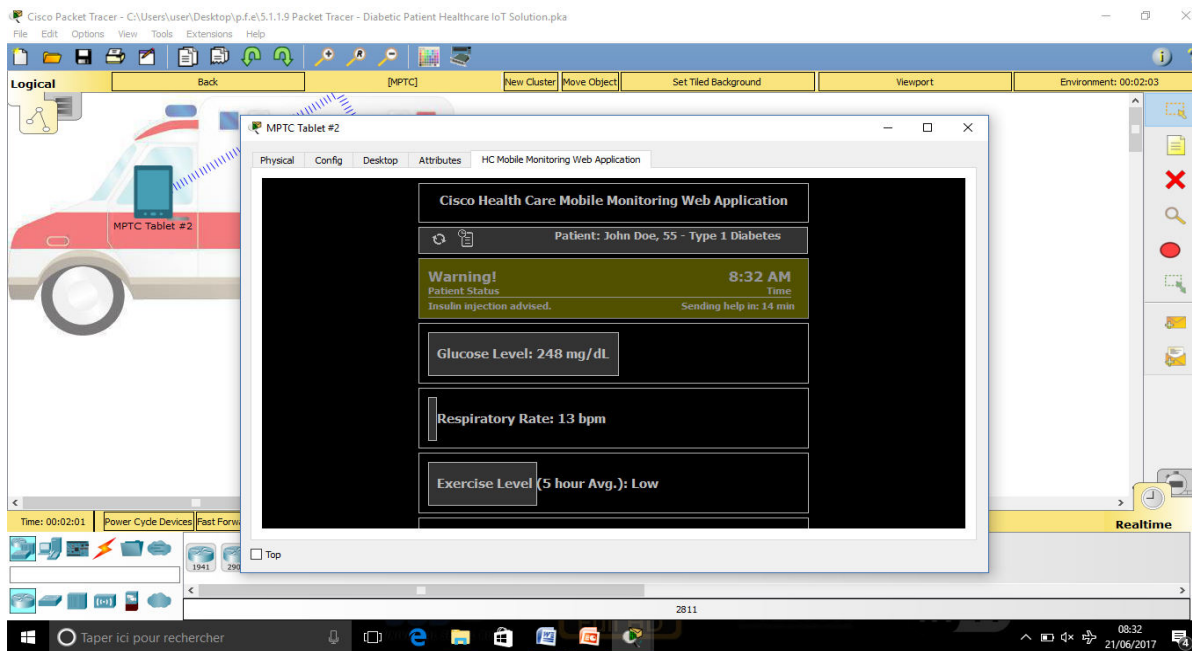 Cisco Packet Tracer - C:\Users\user\Desktop\p.f.e\5.1.1.9 Packet Tracer - Diabetic Patient Healthcare IoT Solution.pka
File Edit Options View Tools Extensions Help
Logical Back [MPTC] New Cluster Move Object Set Tiled Background Viewport Environment: 00:02:03
MPTC Tablet #2
MPTC Tablet #2
Physical Config Desktop Attributes HC Mobile Monitoring Web Application
Cisco Health Care Mobile Monitoring Web Application
Patient: John Doe, 55 - Type 1 Diabetes
Warning! 8:32 AM
Patient Status Time
Insulin injection advised. Sending help in: 14 min
Glucose Level: 248 mg/dL
Respiratory Rate: 13 bpm
Exercise Level (5 hour Avg.): Low
Top
Time: 00:02:01 Power Cycle Devices Fast Forw
Realtime
1941 290
2811
Taper ici pour rechercher
08:32
21/06/2017
4